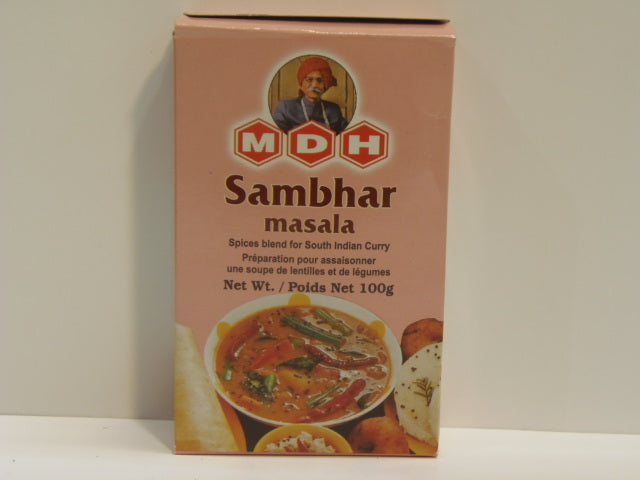 MDH
Sambhar
masala
Spices blend for South Indian Curry
Préparation pour assaisonner
une soupe de lentilles et de légumes
Net Wt. / Poids Net 100g